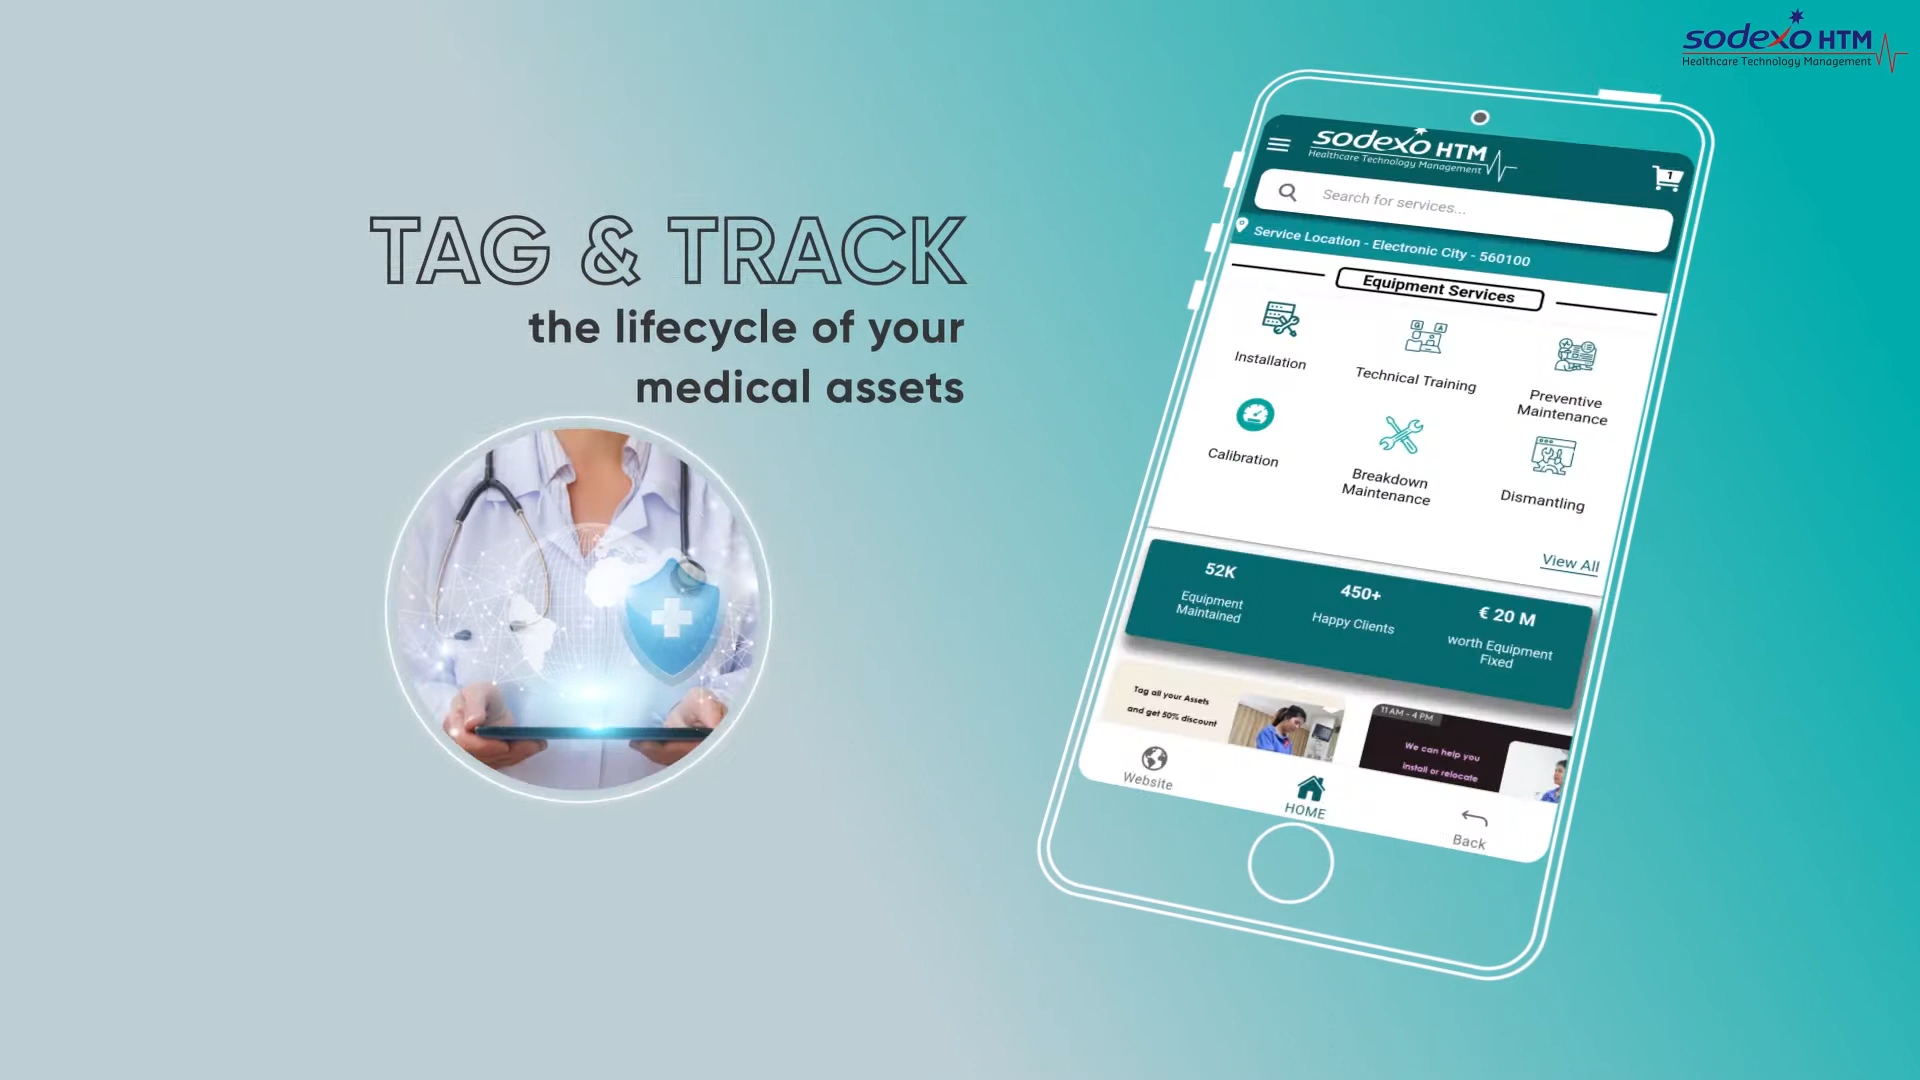 sodexo HTM
Healthcare Technology Management
TAG & TRACK
the lifecycle of your
medical assets
sodexo HTM
Healthcare Technology Management
1
Search for services...
Service Location - Electronic City - 560100
Equipment Services
Installation
Technical Training
Preventive
Maintenance
Calibration
Breakdown
Maintenance
Dismantling
View All
52K
Equipment
Maintained
450+
Happy Clients
€ 20 M
worth Equipment
Fixed
Tag all your Assets
and get 50% discount
11 AM - 4 PM
We can help you
install or relocate
Website
HOME
Back